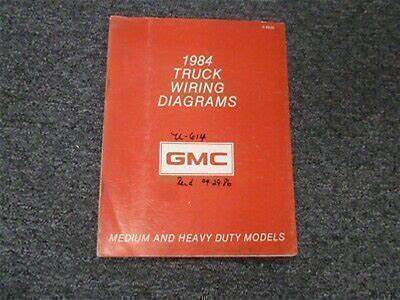 1984
TRUCK
WIRING
DIAGRAMS
GMC
MEDIUM AND HEAVY DUTY MODELS